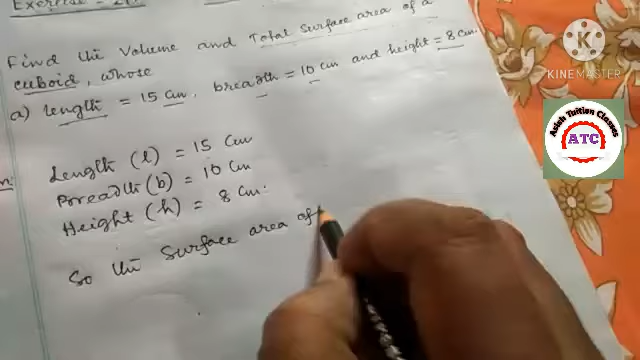 Exercise - 21
Find the Volume and Total Surface area of a
cuboid, whose
a) length = 15 cm, breadth = 10 cm and height = 8 cm.
Length (l) = 15 cm
Breadth (b) = 10 cm
Height (h) = 8 cm.
So the Surface area of
KINEMASTER
Asish Tuition Classes
ATC